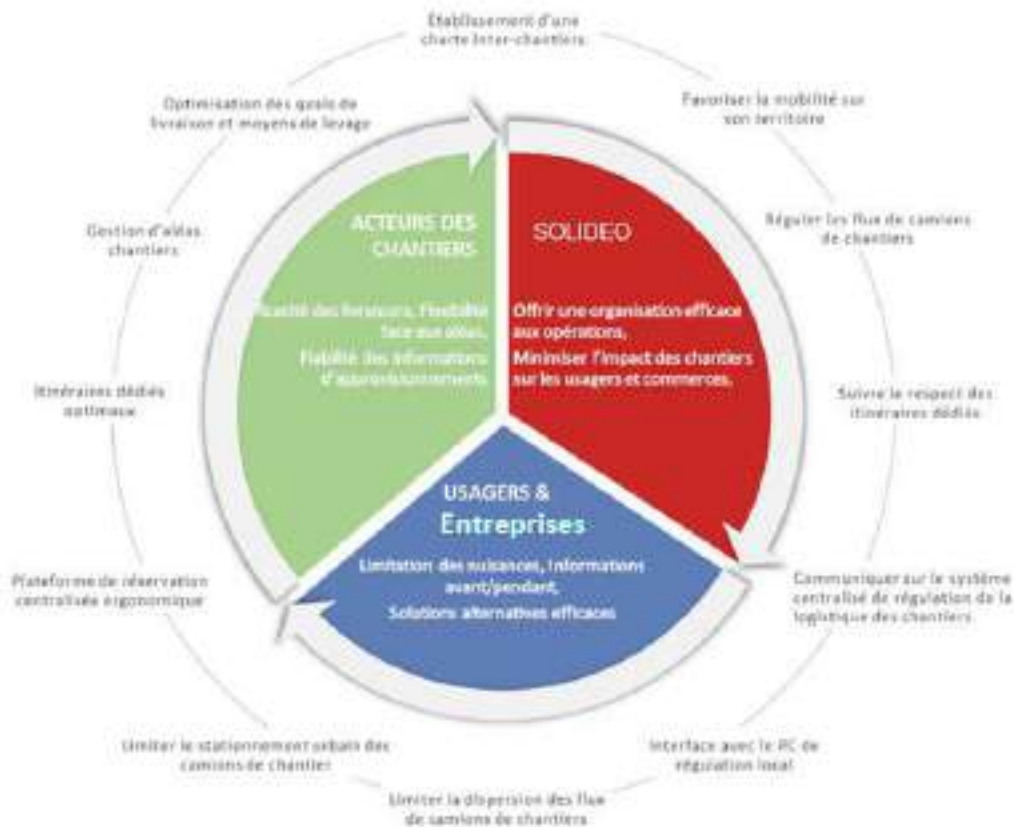 Établissement d'une
charte inter-chantiers
Favoriser la mobilité sur
son territoire
Réguler les flux de camions
de chantiers
Suivre le respect des
itinéraires dédiés
Communiquer sur le système
centralisé de régulation de la
logistique des chantiers
Interface avec le PC de
régulation local
Limiter la dispersion des flux
de camions de chantiers
Limiter le stationnement urbain des
camions de chantier
Plateforme de réservation
centralisée ergonomique
Itinéraires dédiés
optimaux
Gestion d'aléas
chantiers
Optimisation des quais de
livraison et moyens de levage
ACTEURS DES
CHANTIERS
des livraisons, Flexibilité
face aux aléas,
Fiabilité des informations
d'approvisionnements
SOLIDEO
Offrir une organisation efficace
aux opérations,
Minimiser l'impact des chantiers
sur les usagers et commerces.
USAGERS &
Entreprises
Limitation des nuisances, Informations
avant/pendant,
Solutions alternatives efficaces